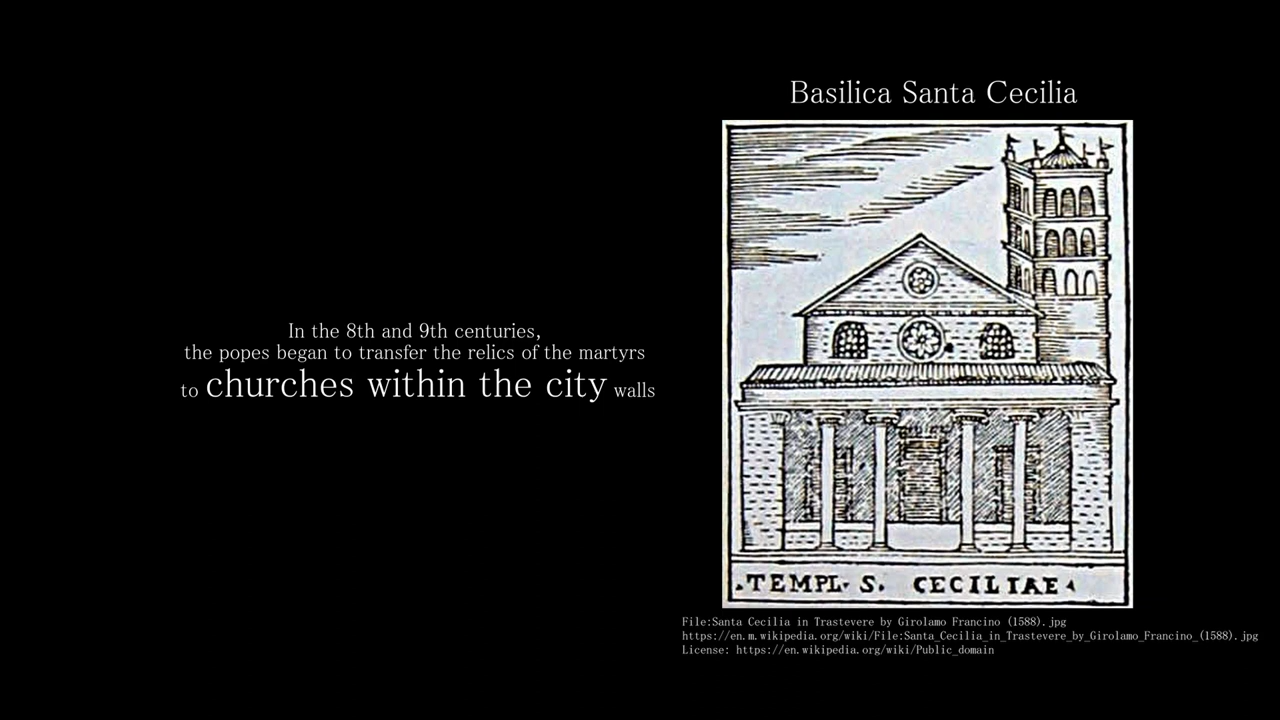 Basilica Santa Cecilia
In the 8th and 9th centuries,
the popes began to transfer the relics of the martyrs
to churches within the city walls
.TEMPL· S. CECILIAE
File:Santa Cecilia in Trastevere by Girolamo Francino (1588).jpg
https://en.m.wikipedia.org/wiki/File:Santa_Cecilia_in_Trastevere_by_Girolamo_Francino_(1588).jpg
License: https://en.wikipedia.org/wiki/Public_domain